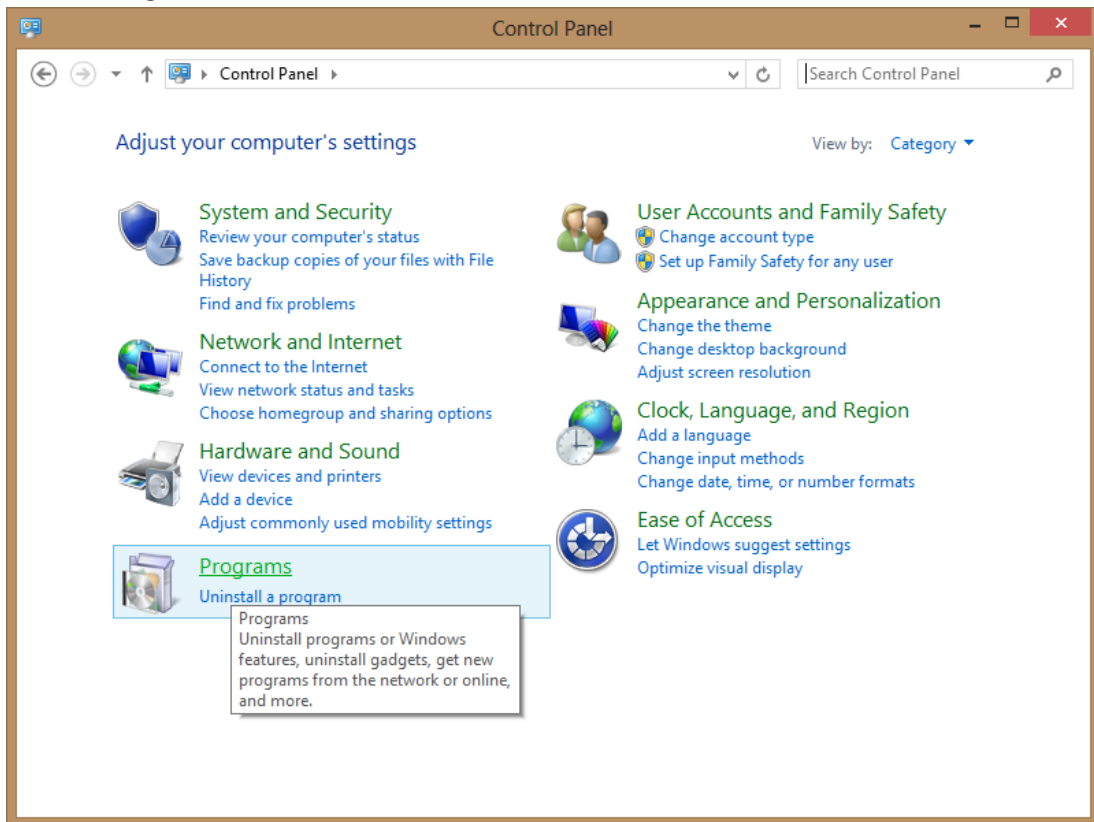 Control Panel
Control Panel
Search Control Panel
Adjust your computer's settings
View by: Category
System and Security
Review your computer's status
Save backup copies of your files with File
History
Find and fix problems
Network and Internet
Connect to the Internet
View network status and tasks
Choose homegroup and sharing options
Hardware and Sound
View devices and printers
Add a device
Adjust commonly used mobility settings
Programs
Uninstall a program
Programs
Uninstall programs or Windows
features, uninstall gadgets, get new
programs from the network or online,
and more.
User Accounts and Family Safety
Change account type
Set up Family Safety for any user
Appearance and Personalization
Change the theme
Change desktop background
Adjust screen resolution
Clock, Language, and Region
Add a language
Change input methods
Change date, time, or number formats
Ease of Access
Let Windows suggest settings
Optimize visual display